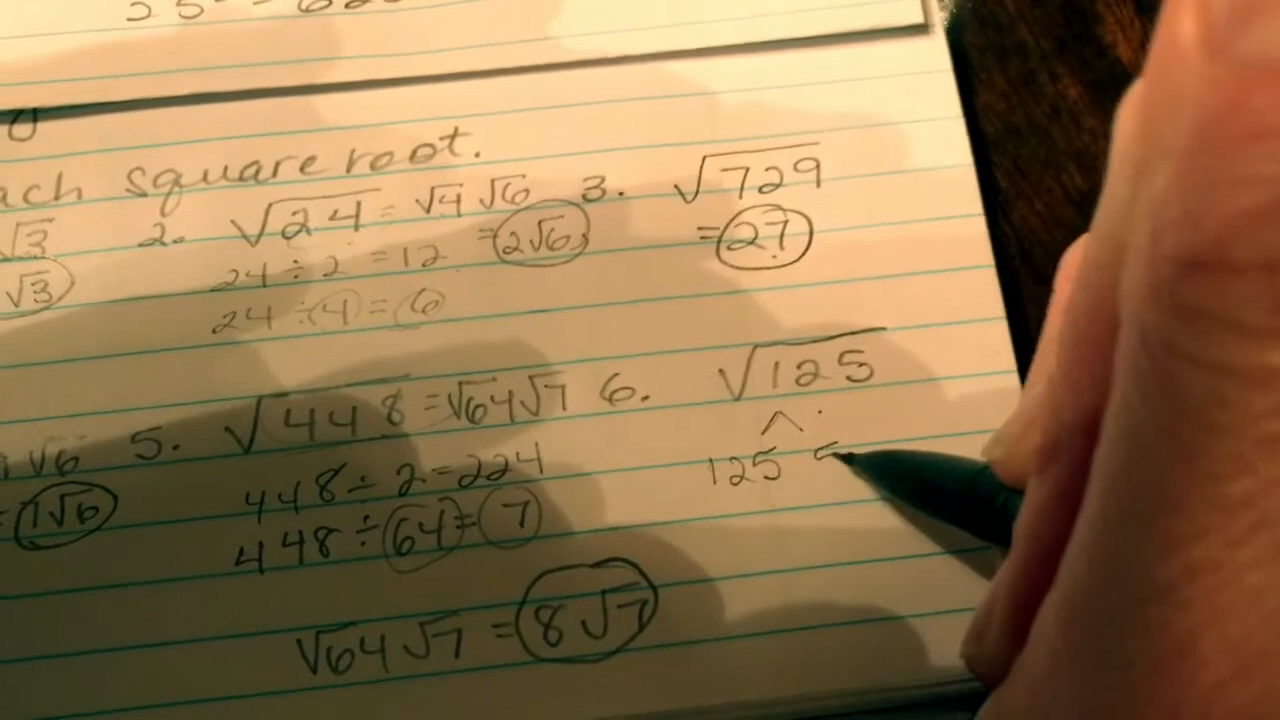 ach square root.
√3 2. √24 = √4 √6 3. √729
√3 24 ÷ 2 = 12 = 2√6 = 27
24 ÷ 4 = 6
√6 5. √448 = √64√7 6. √125
= 1√6 448 ÷ 2 = 224 125
448 ÷ 64 = 7
√64√7 = 8√7